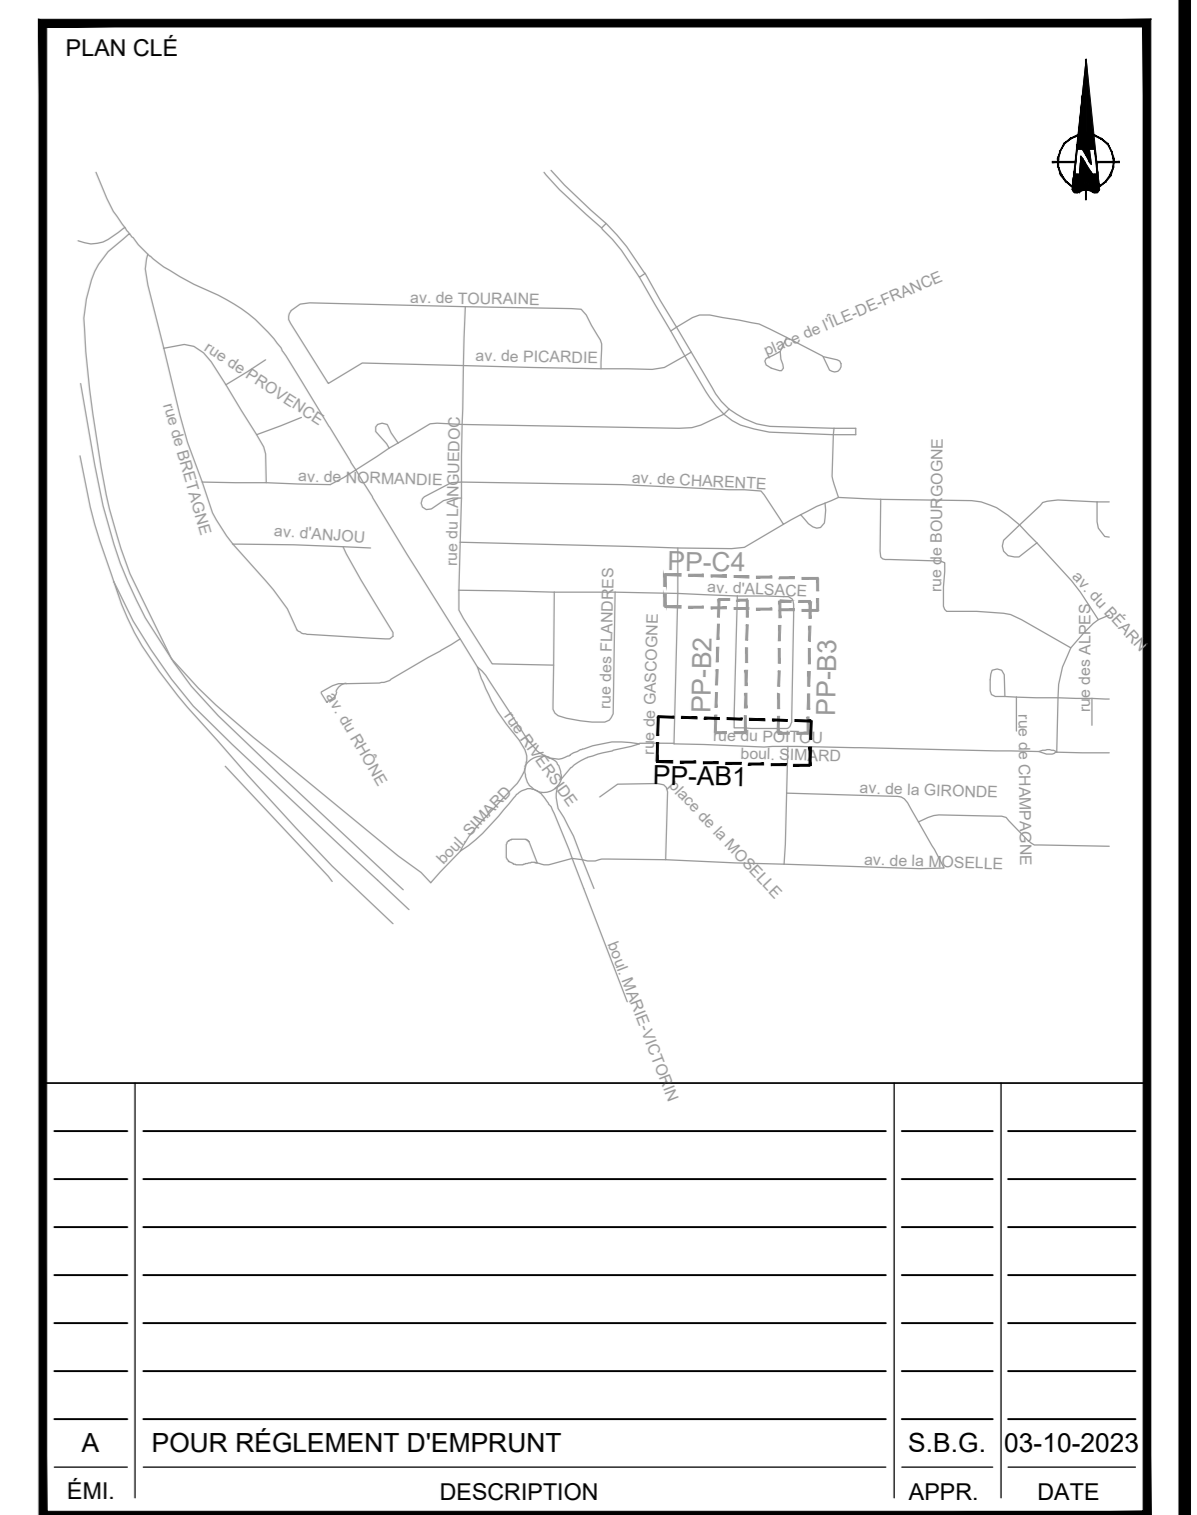 PLAN CLÉ
N
av. de TOURAINE
place de l'ÎLE-DE-FRANCE
av. de PICARDIE
rue de PROVENCE
rue de BRETAGNE
rue du LANGUEDOC
av. de NORMANDIE
av. de CHARENTE
rue de BOURGOGNE
av. d'ANJOU
PP-C4
av. d'ALSACE
rue des FLANDRES
rue de GASCOGNE
PP-B2
PP-B3
av. du BÉARN
rue des ALPES
av. du RHÔNE
rue RIVERSIDE
rue du POITOU
boul. SIMARD
PP-AB1
rue de CHAMPAGNE
place de la MOSELLE
av. de la GIRONDE
boul. SIMARD
av. de la MOSELLE
boul. MARIE-VICTORIN
A POUR RÉGLEMENT D'EMPRUNT S.B.G. 03-10-2023
ÉMI. DESCRIPTION APPR. DATE